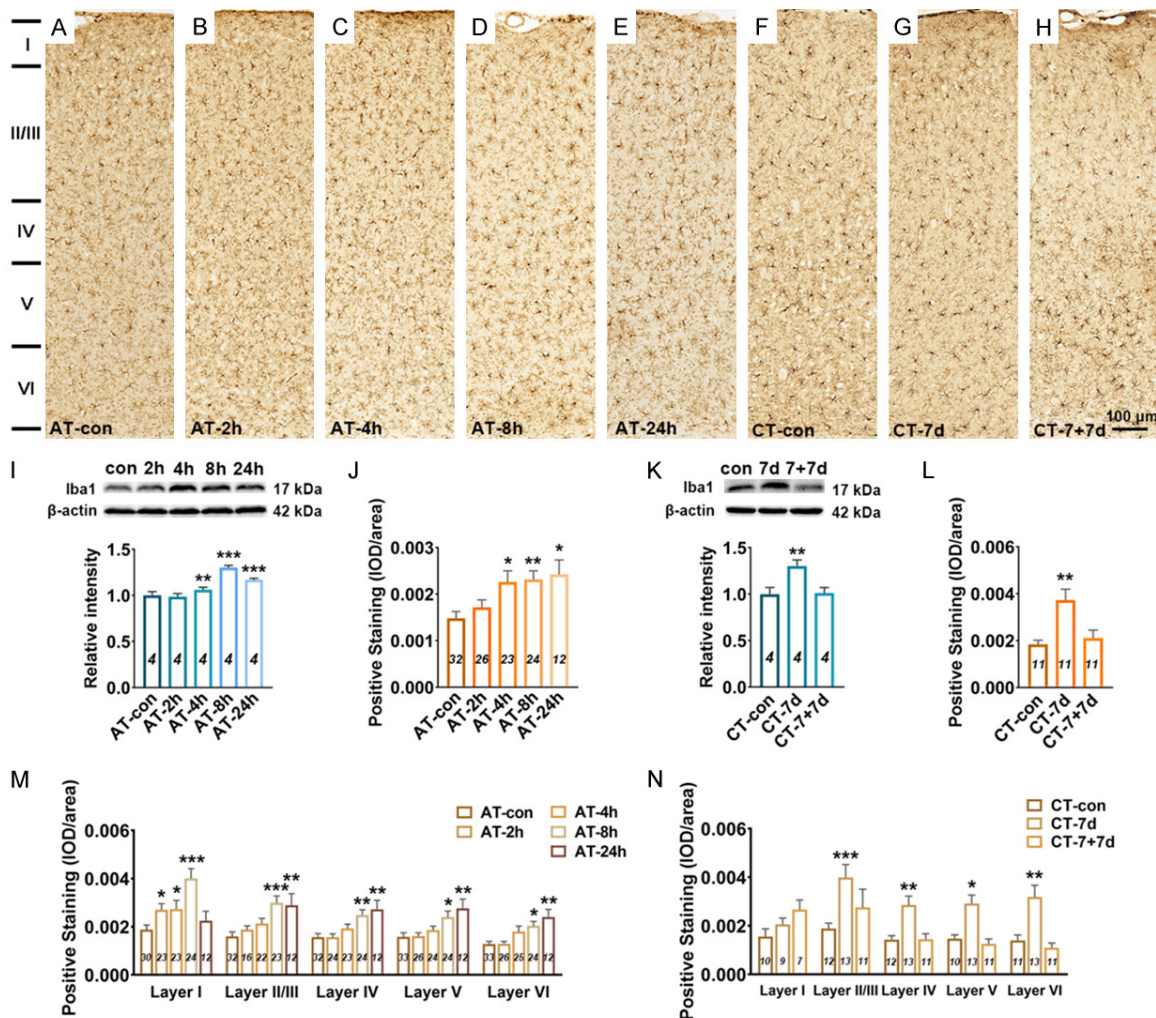 A B C D E F G H
I
II/III
IV
V
VI
AT-con AT-2h AT-4h AT-8h AT-24h CT-con CT-7d CT-7+7d
100 µm
I
con 2h 4h 8h 24h
Iba1 17 kDa
β-actin 42 kDa
Relative intensity
1.5
1.0
0.5
0.0
** *** ***
4 4 4 4 4
AT-con AT-2h AT-4h AT-8h AT-24h
J
Positive Staining (IOD/area)
0.003
0.002
0.001
0.000
* ** *
32 26 23 24 12
AT-con AT-2h AT-4h AT-8h AT-24h
K
con 7d 7+7d
Iba1 17 kDa
β-actin 42 kDa
Relative intensity
1.5
1.0
0.5
0.0
**
4 4 4
CT-con CT-7d CT-7+7d
L
Positive Staining (IOD/area)
0.006
0.004
0.002
0.000
**
11 11 11
CT-con CT-7d CT-7+7d
M
Positive Staining (IOD/area)
AT-con AT-4h
AT-2h AT-8h
AT-24h
0.006
0.004
0.002
0.000
* * *** *** ** ** ** * ** * **
30 23 23 24 12 32 16 22 23 12 32 24 23 24 12 33 26 24 24 12 33 26 25 24 12
Layer I Layer II/III Layer IV Layer V Layer VI
N
Positive Staining (IOD/area)
CT-con
CT-7d
CT-7+7d
0.006
0.004
0.002
0.000
*** ** * **
10 9 7 12 13 11 12 13 11 10 13 11 11 13 11
Layer I Layer II/III Layer IV Layer V Layer VI